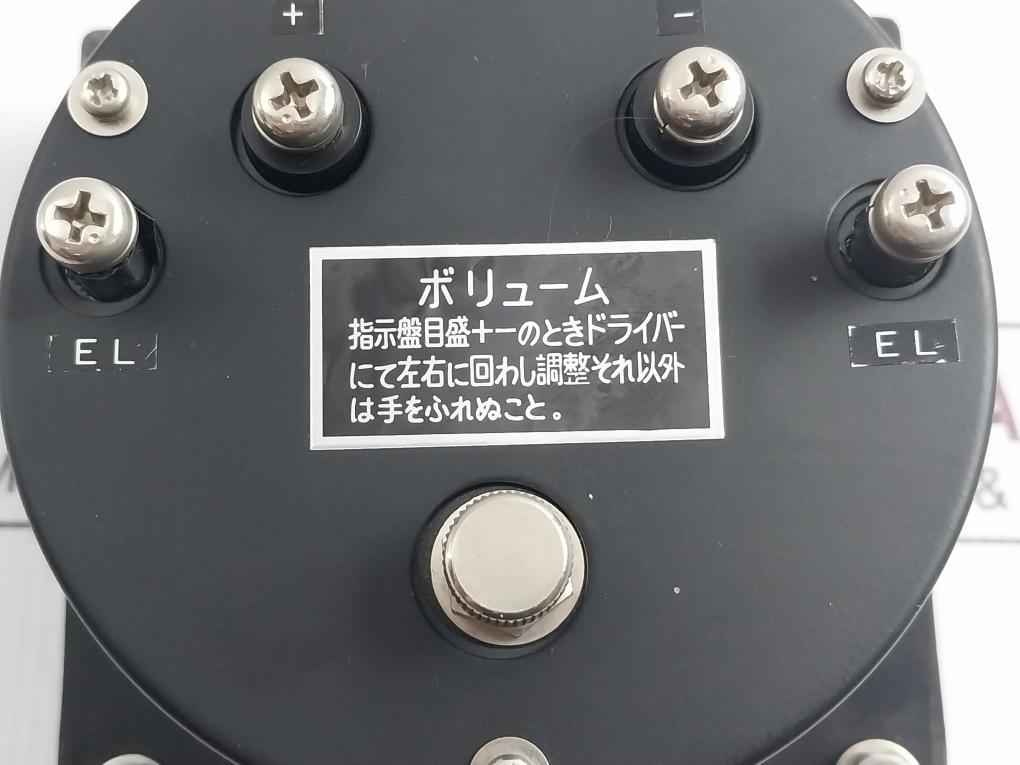 +
-
EL
EL
ボリューム
指示盤目盛+-のときドライバー
にて左右に回わし調整それ以外
は手をふれぬこと。
&